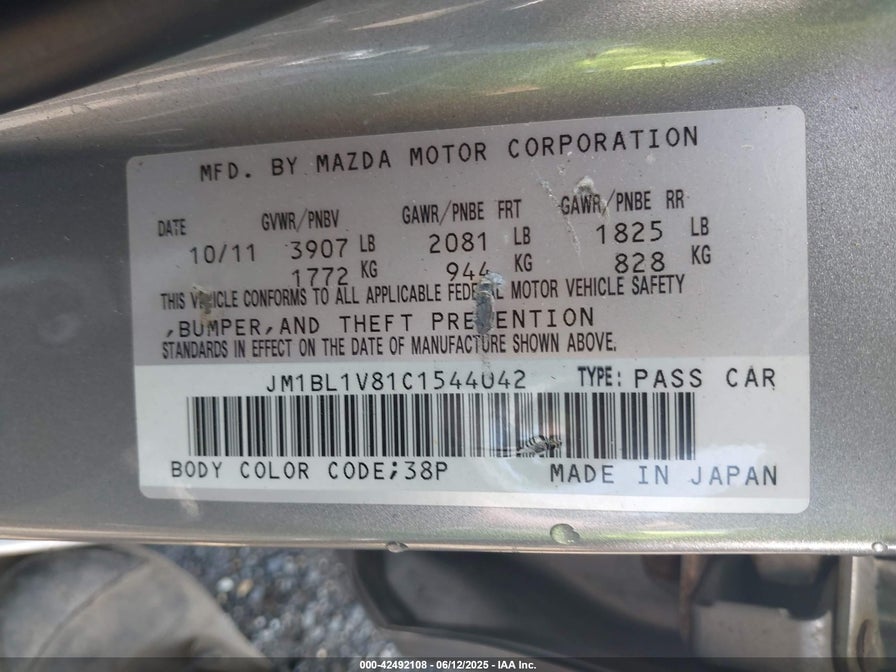 MFD. BY MAZDA MOTOR CORPORATION
DATE GVWR/PNBV GAWR/PNBE FRT GAWR/PNBE RR
10/11 3907 LB 2081 LB 1825 LB
1772 KG 944 KG 828 KG
THIS VEHICLE CONFORMS TO ALL APPLICABLE FEDERAL MOTOR VEHICLE SAFETY
,BUMPER,AND THEFT PREVENTION
STANDARDS IN EFFECT ON THE DATE OF MANUFACTURE SHOWN ABOVE.
JM1BL1V81C1544042 TYPE: PASS CAR
BODY COLOR CODE;38P MADE IN JAPAN
000-42492108 - 06/12/2025 - IAA Inc.